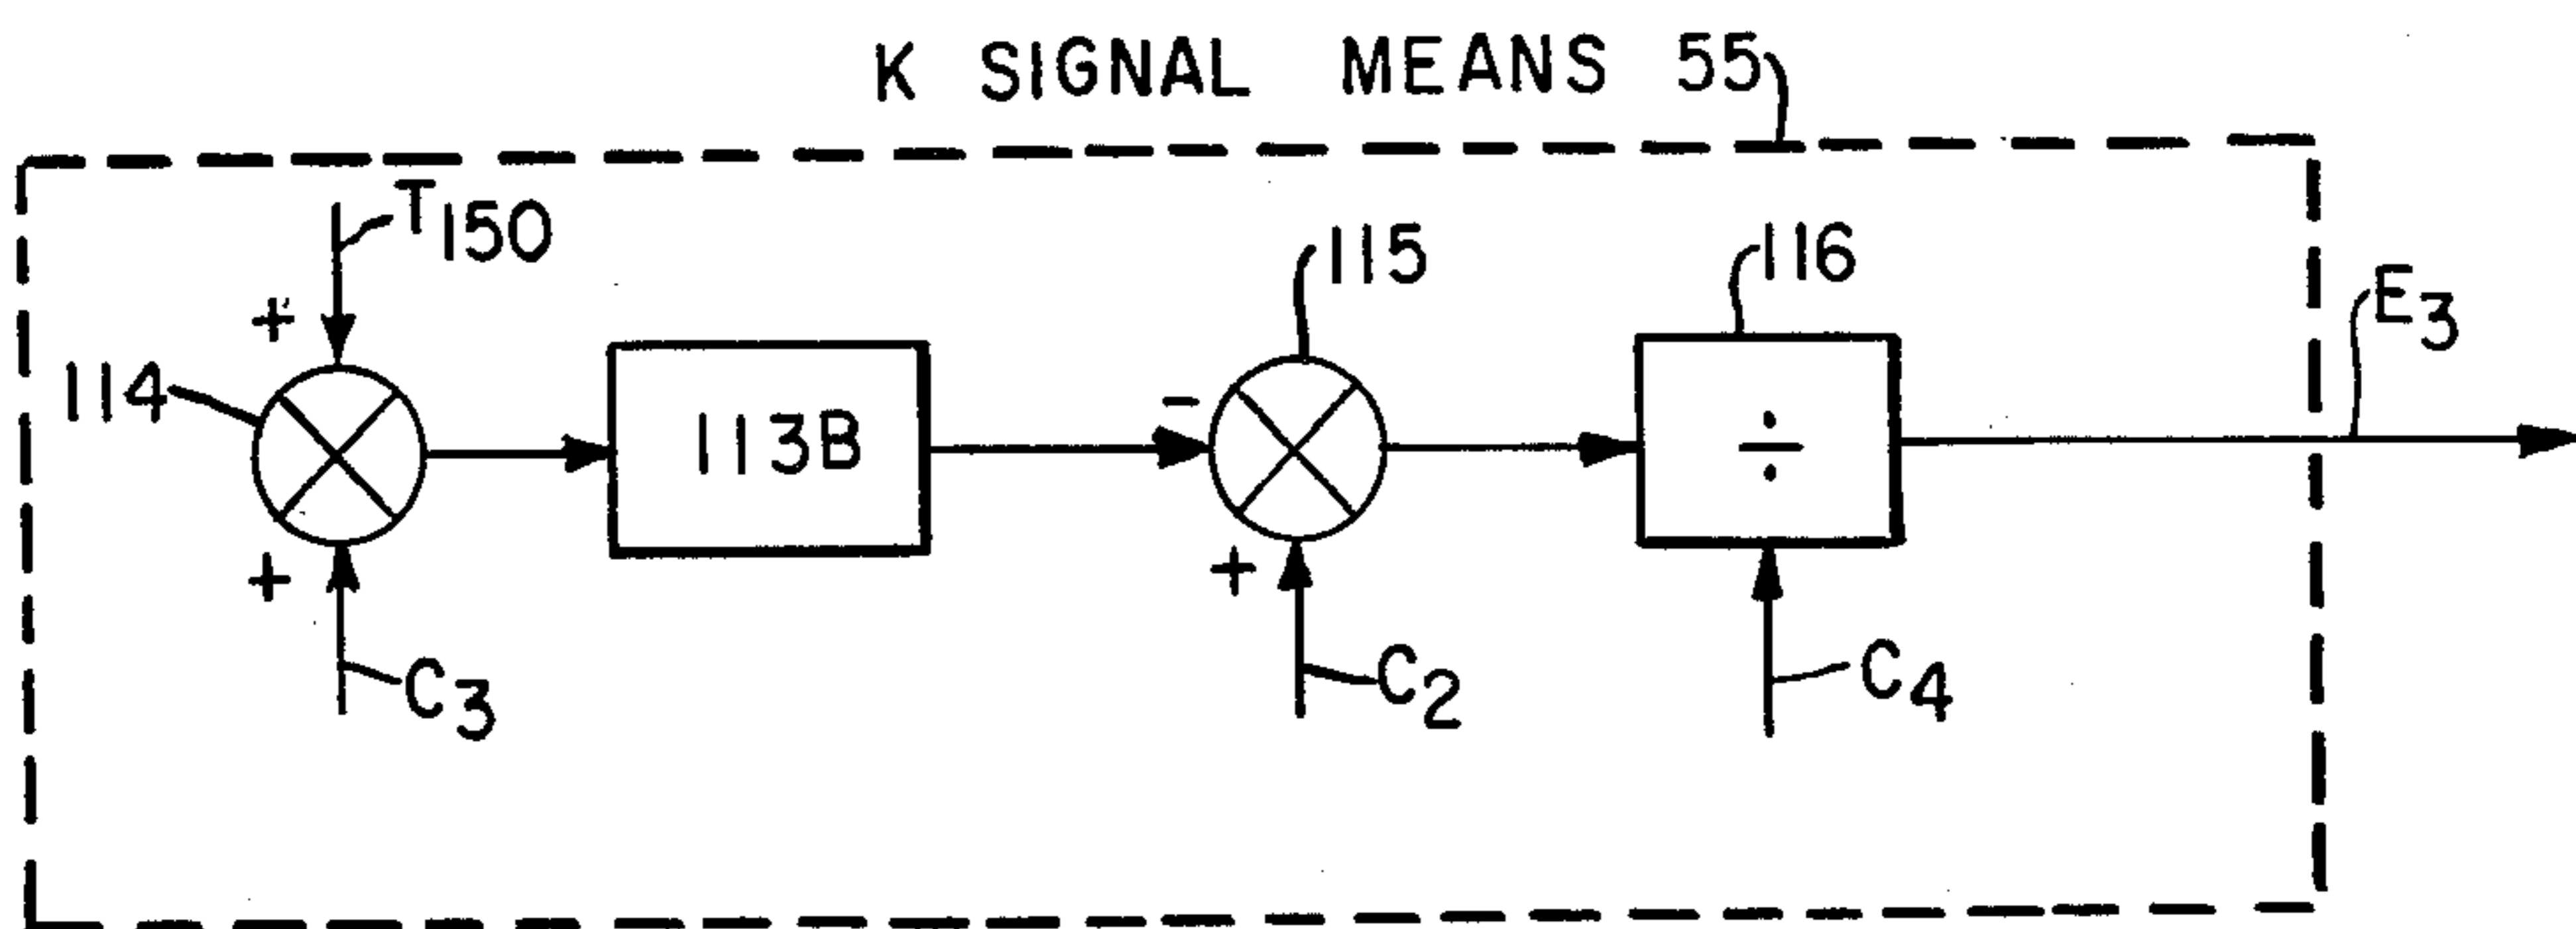 K SIGNAL MEANS 55
T150
115
116
E3
+
114
113B
-
÷
+
+
C3
C2
C4